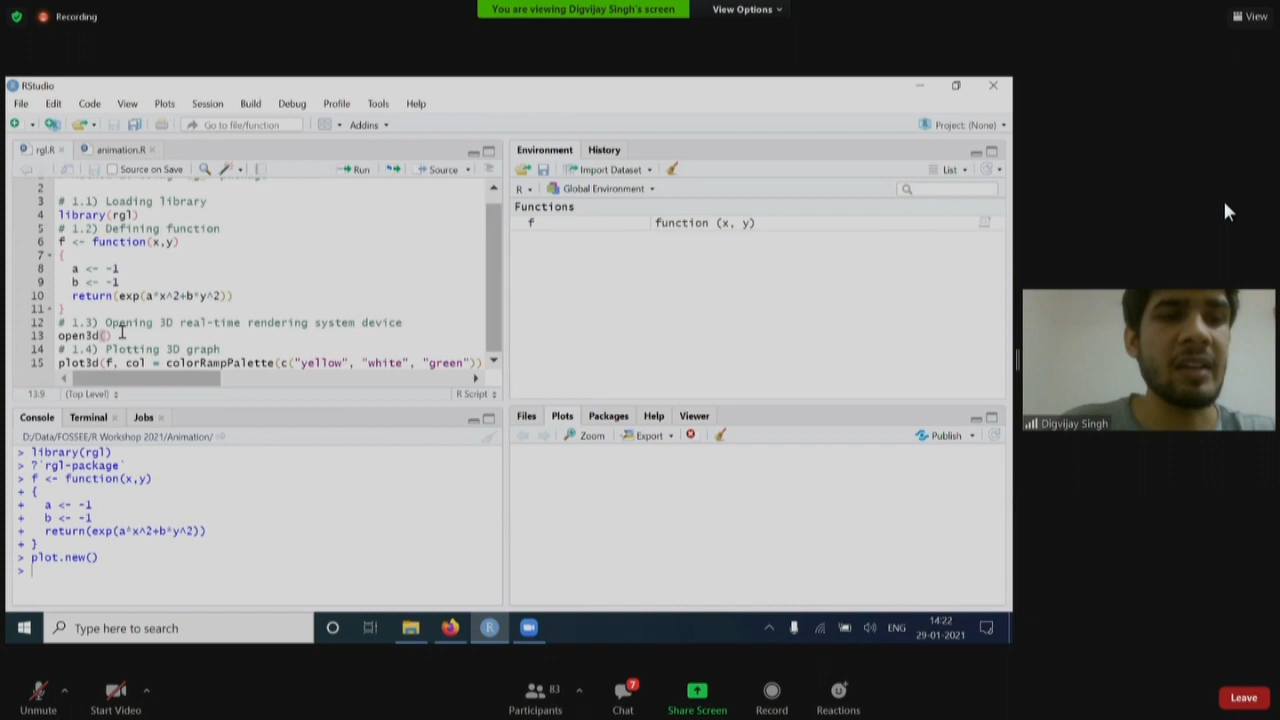 You are viewing Digvijay Singh's screen
View Options
Recording
View
RStudio
File Edit Code View Plots Session Build Debug Profile Tools Help
Go to file/function
Addins
Project: (None)
rgl.R
animation.R
Source on Save
Run
Source
2
3 # 1.1) Loading library
4 library(rgl)
5 # 1.2) Defining function
6 f <- function(x,y)
7 {
8 a <- -1
9 b <- -1
10 return(exp(a*x^2+b*y^2))
11 }
12 # 1.3) Opening 3D real-time rendering system device
13 open3d()
14 # 1.4) Plotting 3D graph
15 plot3d(f, col = colorRampPalette(c("yellow", "white", "green"))
13:9 (Top Level) R Script
Console Terminal Jobs
D:/Data/FOSSEE/R Workshop 2021/Animation/
> library(rgl)
> ?`rgl-package`
> f <- function(x,y)
+ {
+ a <- -1
+ b <- -1
+ return(exp(a*x^2+b*y^2))
+ }
> plot.new()
>
Environment History
Import Dataset
List
R Global Environment
Functions
f function (x, y)
Files Plots Packages Help Viewer
Zoom Export Publish
Digvijay Singh
Type here to search
R
ENG
14:22
29-01-2021
Unmute
Start Video
83
Participants
7
Chat
Share Screen
Record
Reactions
Leave